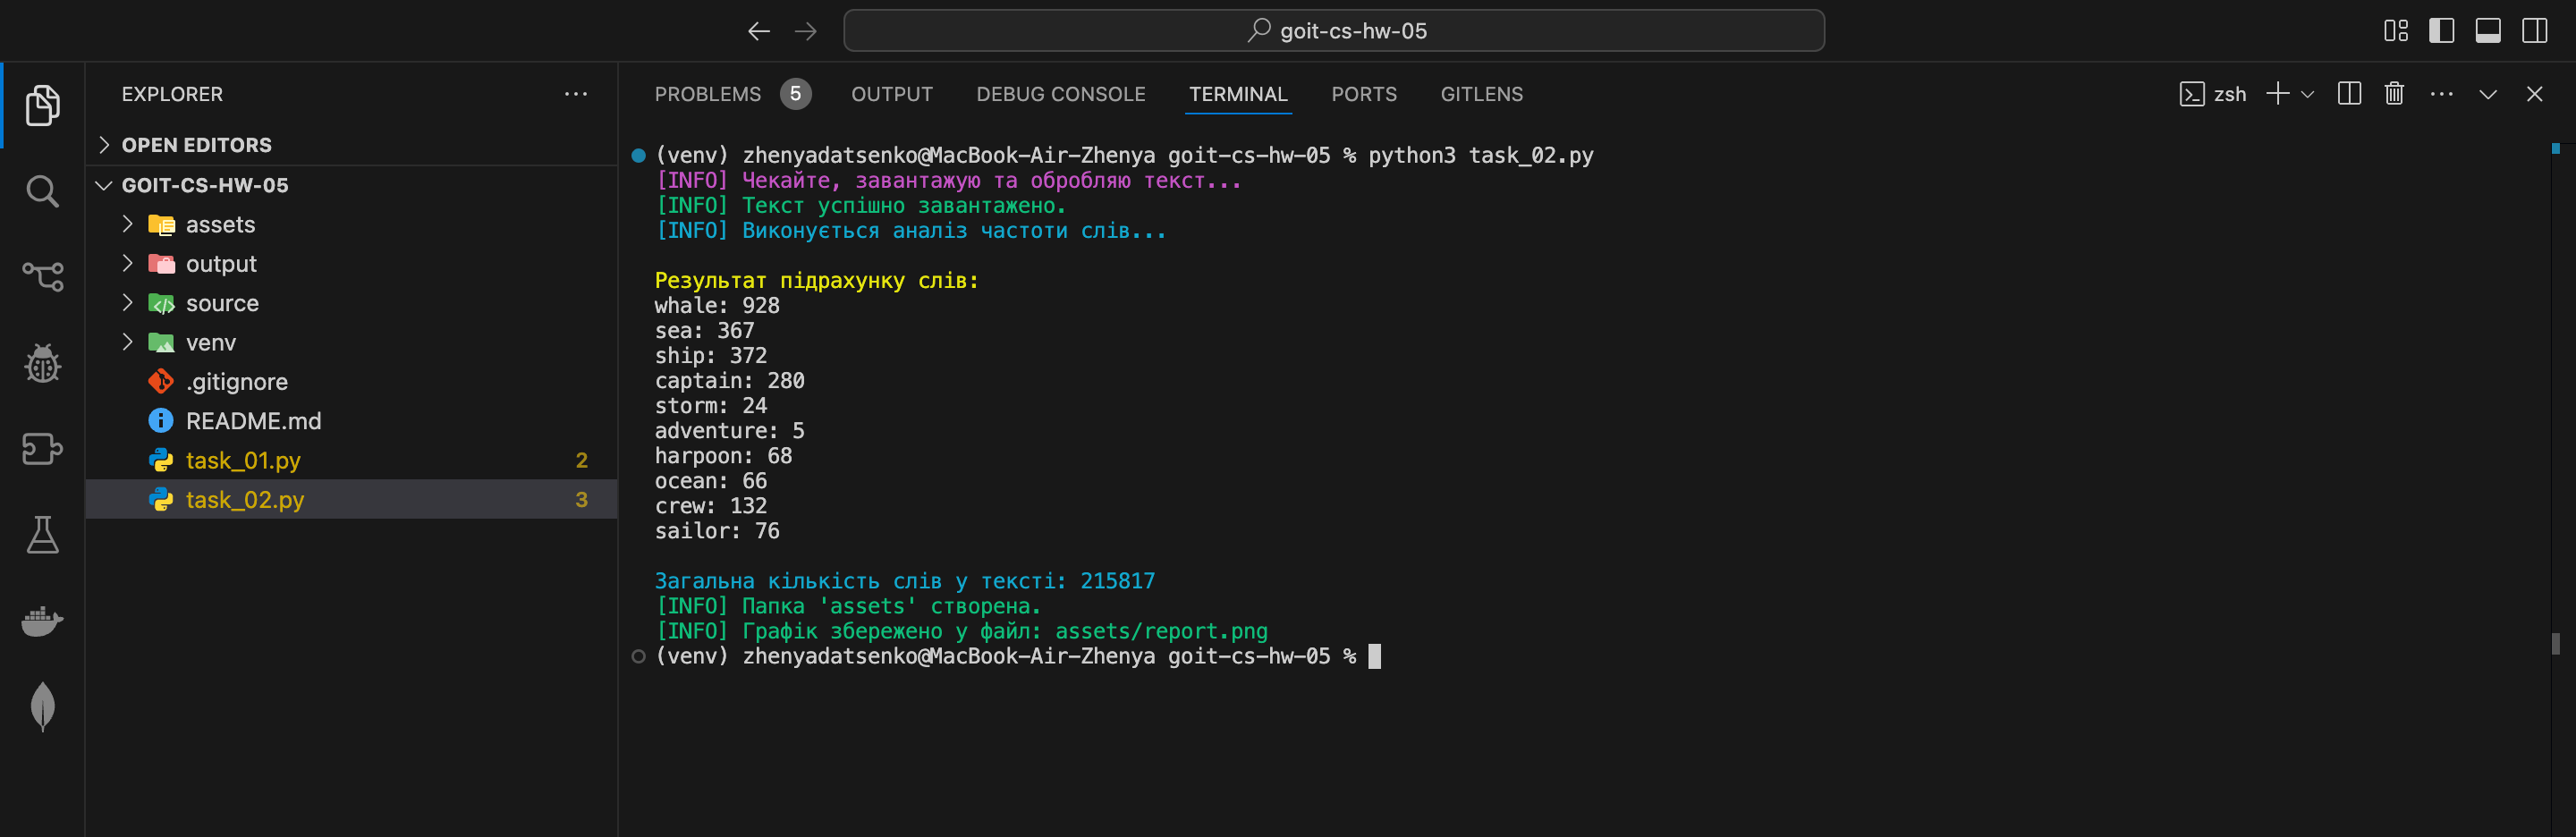 goit-cs-hw-05
EXPLORER
OPEN EDITORS
GOIT-CS-HW-05
assets
output
source
venv
.gitignore
README.md
task_01.py 2
task_02.py 3
PROBLEMS 5 OUTPUT DEBUG CONSOLE TERMINAL PORTS GITLENS
zsh
(venv) zhenyadatsenko@MacBook-Air-Zhenya goit-cs-hw-05 % python3 task_02.py
[INFO] Чекайте, завантажую та обробляю текст...
[INFO] Текст успішно завантажено.
[INFO] Виконується аналіз частоти слів...
Результат підрахунку слів:
whale: 928
sea: 367
ship: 372
captain: 280
storm: 24
adventure: 5
harpoon: 68
ocean: 66
crew: 132
sailor: 76
Загальна кількість слів у тексті: 215817
[INFO] Папка 'assets' створена.
[INFO] Графік збережено у файл: assets/report.png
(venv) zhenyadatsenko@MacBook-Air-Zhenya goit-cs-hw-05 %